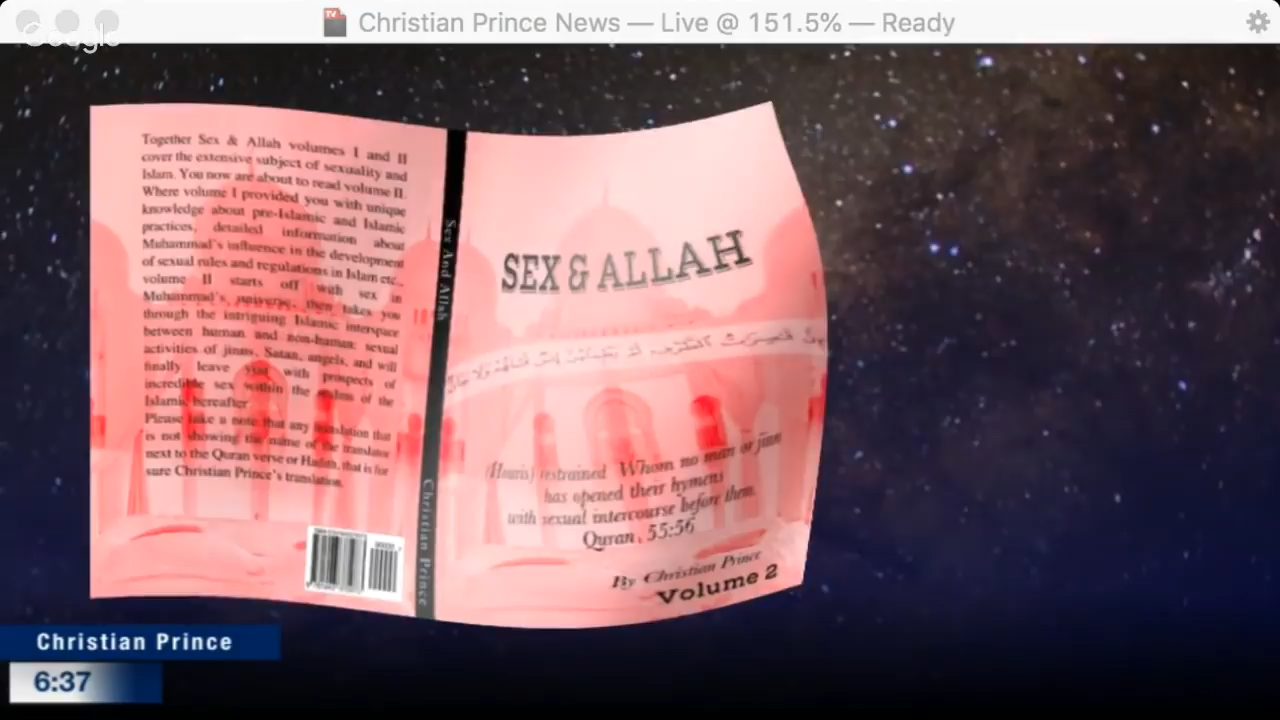 Christian Prince News — Live @ 151.5% — Ready
Google
Together Sex & Allah volumes I and II
cover the extensive subject of sexuality and
Islam. You now are about to read volume II.
Where volume I provided you with unique
knowledge about pre-Islamic and Islamic
practices, detailed information about
Muhammad's influence in the development
of sexual rules and regulations in Islam etc.,
volume II starts off with sex in
Muhammad's universe, then takes you
through the intriguing Islamic interspace
between human and non-human: sexual
activities of jinns, Satan, angels, and will
finally leave you with prospects of
incredible sex within the realms of the
Islamic hereafter.
Please take a note that any translation that
is not showing the name of the translator
next to the Quran verse or Hadith, that is for
sure Christian Prince's translation.
Sex And Allah
Christian Prince
SEX & ALLAH
(Houris) restrained Whom no man or jinn
has opened their hymens
with sexual intercourse before them.
Quran, 55:56
By Christian Prince
Volume 2
Christian Prince
6:37